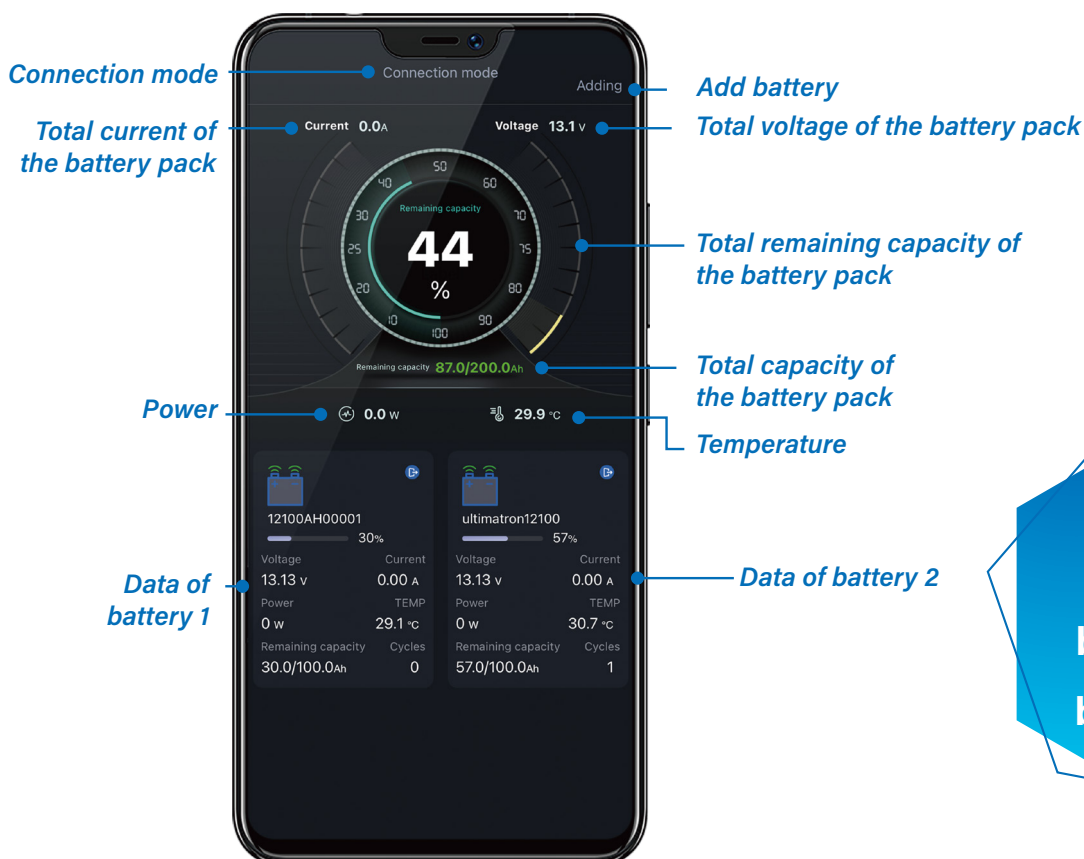 Connection mode
Connection mode
Adding
Add battery
Total current of
the battery pack
Current 0.0A
Voltage 13.1 V
Total voltage of the battery pack
50
40
60
30
70
25
75
20
80
10
90
100
Remaining capacity
44
%
Total remaining capacity of
the battery pack
Remaining capacity 87.0/200.0Ah
Total capacity of
the battery pack
Power
0.0 W
29.9 °C
Temperature
12100AH00001
30%
Voltage Current
13.13 V 0.00 A
Power TEMP
0 W 29.1 °C
Remaining capacity Cycles
30.0/100.0Ah 0
Data of
battery 1
ultimatron12100
57%
Voltage Current
13.13 V 0.00 A
Power TEMP
0 W 30.7 °C
Remaining capacity Cycles
57.0/100.0Ah 1
Data of battery 2